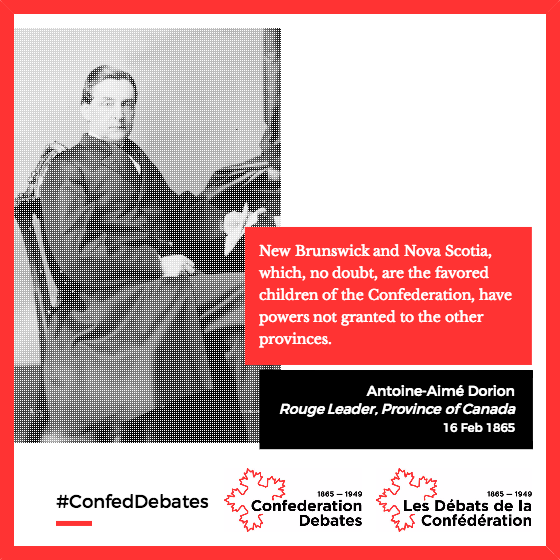 New Brunswick and Nova Scotia,
which, no doubt, are the favored
children of the Confederation, have
powers not granted to the other
provinces.
Antoine-Aimé Dorion
Rouge Leader, Province of Canada
16 Feb 1865
#ConfedDebates
1865 — 1949
Confederation
Debates
1865 — 1949
Les Débats de la
Confédération